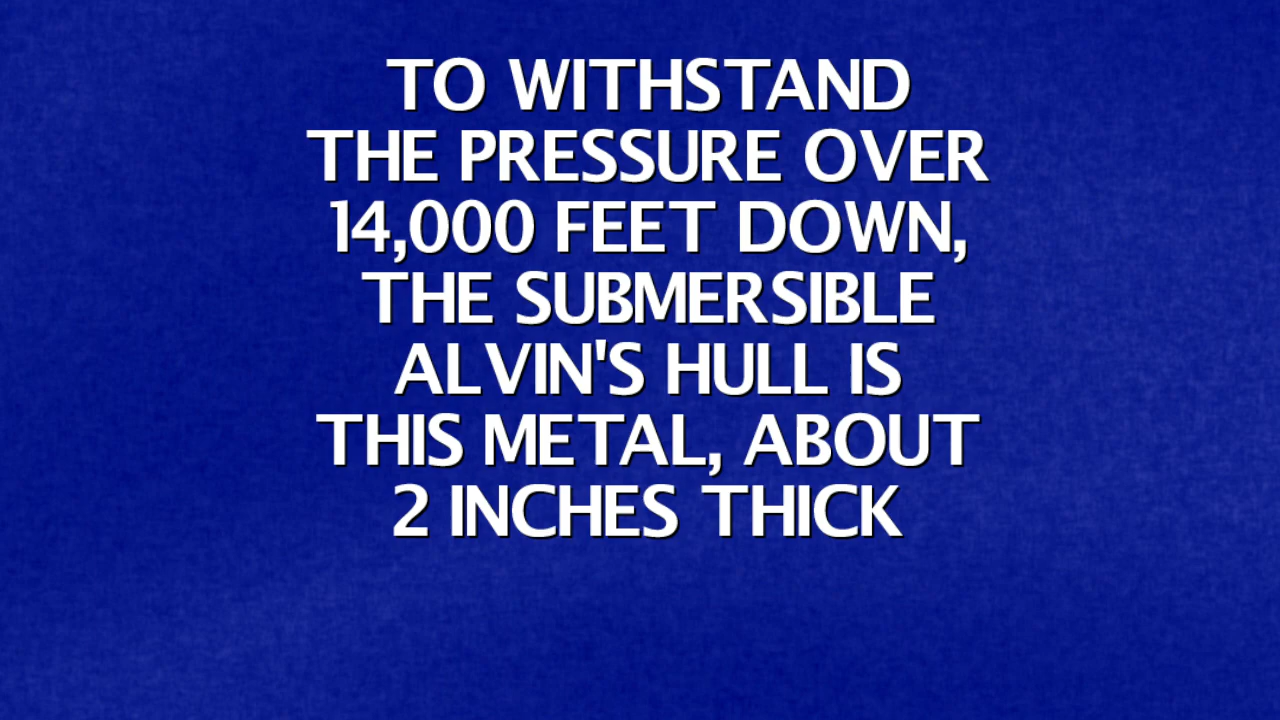 TO WITHSTAND
THE PRESSURE OVER
14,000 FEET DOWN,
THE SUBMERSIBLE
ALVIN'S HULL IS
THIS METAL, ABOUT
2 INCHES THICK